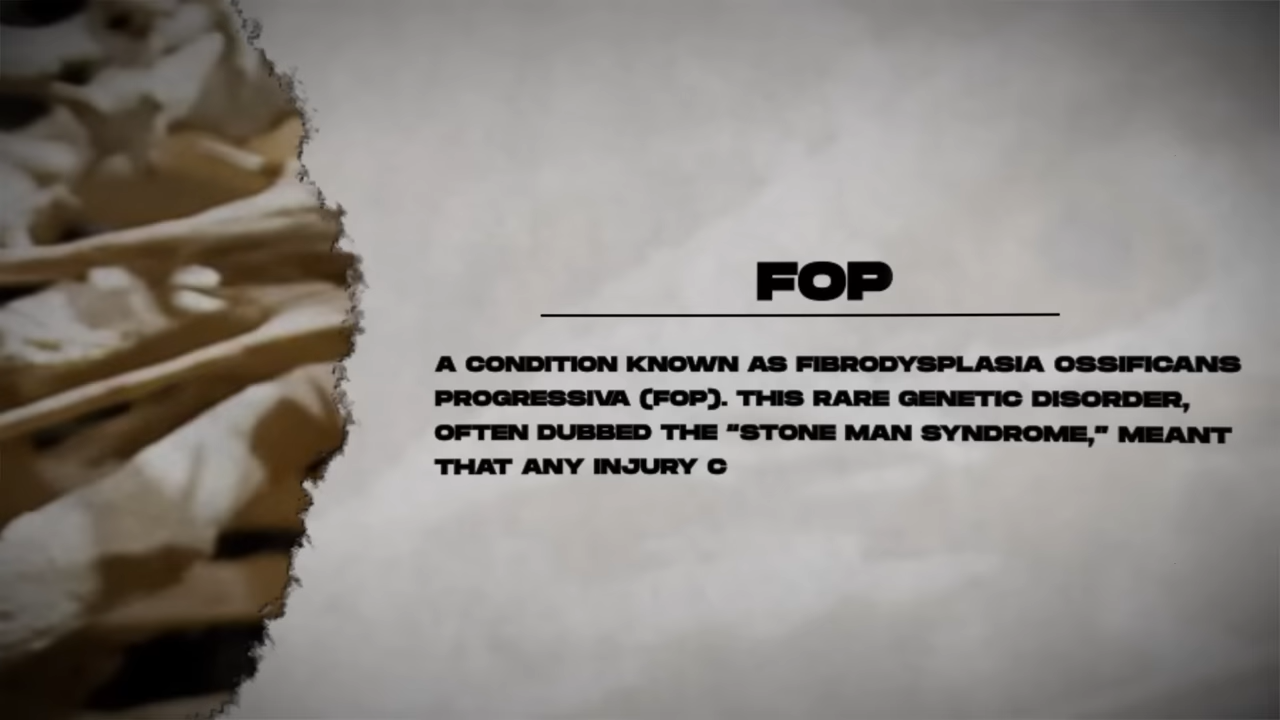 FOP
A CONDITION KNOWN AS FIBRODYSPLASIA OSSIFICANS
PROGRESSIVA (FOP). THIS RARE GENETIC DISORDER,
OFTEN DUBBED THE “STONE MAN SYNDROME,” MEANT
THAT ANY INJURY C